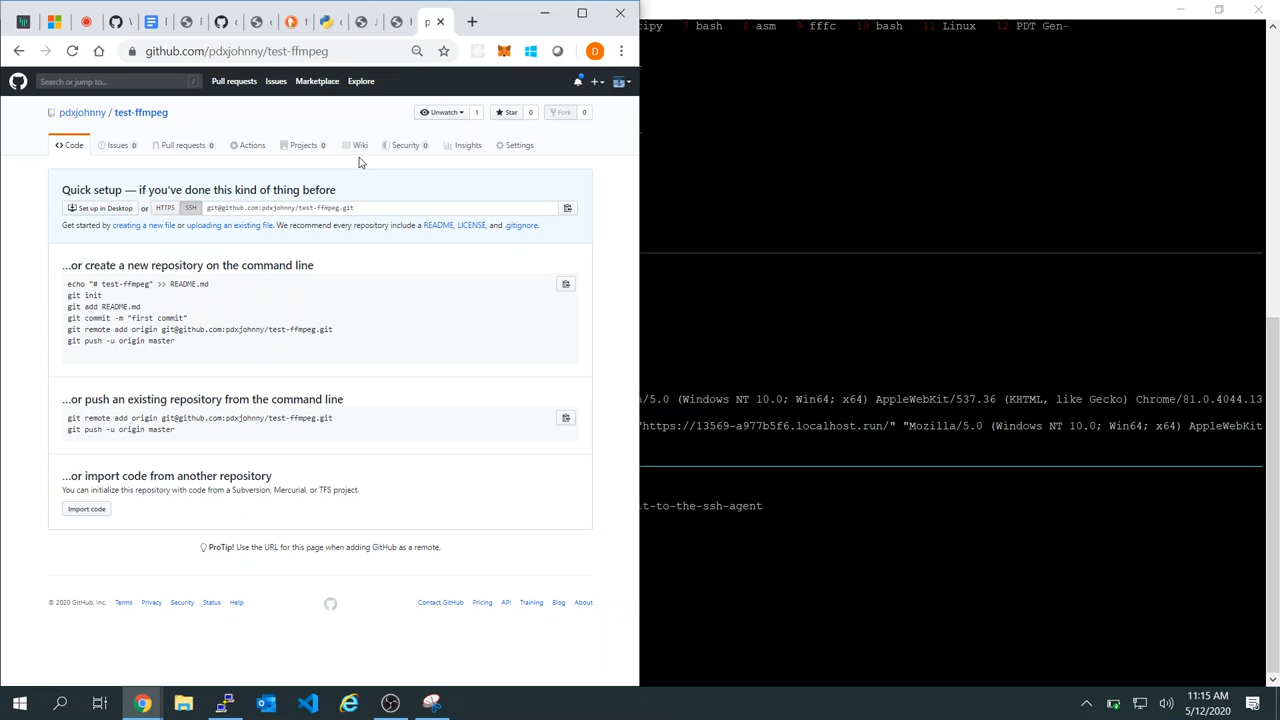 github.com/pdxjohnny/test-ffmpeg
D
Search or jump to...
/
Pull requests
Issues
Marketplace
Explore
pdxjohnny / test-ffmpeg
Unwatch
1
Star
0
Fork
0
Code
Issues 0
Pull requests 0
Actions
Projects 0
Wiki
Security 0
Insights
Settings
Quick setup — if you've done this kind of thing before
Set up in Desktop
or
HTTPS
SSH
git@github.com:pdxjohnny/test-ffmpeg.git
Get started by creating a new file or uploading an existing file. We recommend every repository include a README, LICENSE, and .gitignore.
…or create a new repository on the command line
echo "# test-ffmpeg" >> README.md
git init
git add README.md
git commit -m "first commit"
git remote add origin git@github.com:pdxjohnny/test-ffmpeg.git
git push -u origin master
…or push an existing repository from the command line
git remote add origin git@github.com:pdxjohnny/test-ffmpeg.git
git push -u origin master
…or import code from another repository
You can initialize this repository with code from a Subversion, Mercurial, or TFS project.
Import code
ProTip! Use the URL for this page when adding GitHub as a remote.
© 2020 GitHub, Inc.
Terms
Privacy
Security
Status
Help
Contact GitHub
Pricing
API
Training
Blog
About
bash
8 asm
9 fffc
10 bash
11 Linux
12 PDT Gen-
/5.0 (Windows NT 10.0; Win64; x64) AppleWebKit/537.36 (KHTML, like Gecko) Chrome/81.0.4044.13
"https://13569-a977b5f6.localhost.run/" "Mozilla/5.0 (Windows NT 10.0; Win64; x64) AppleWebKit
t-to-the-ssh-agent
11:15 AM
5/12/2020